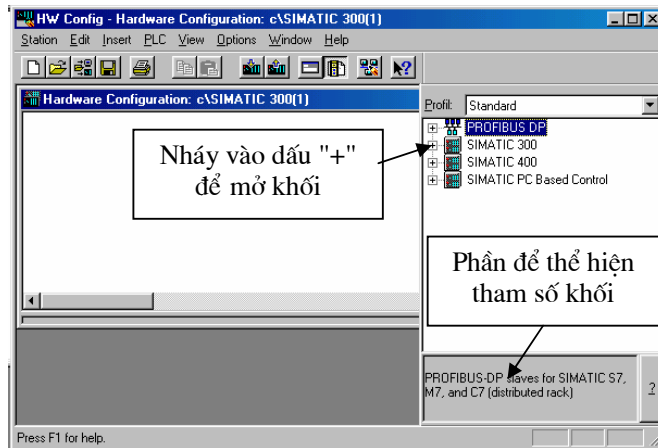 HW Config - Hardware Configuration: c\SIMATIC 300(1)
Station Edit Insert PLC View Options Window Help
Hardware Configuration: c\SIMATIC 300(1)
Profil: Standard
PROFIBUS DP
SIMATIC 300
SIMATIC 400
SIMATIC PC Based Control
Nháy vào dấu "+"
để mở khối
Phần để thể hiện
tham số khối
PROFIBUS-DP slaves for SIMATIC S7,
M7, and C7 (distributed rack)
Press F1 for help.